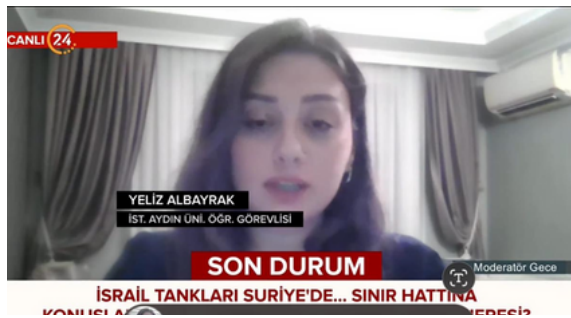 CANLI 24
YELİZ ALBAYRAK
İST. AYDIN ÜNİ. ÖĞR. GÖREVLİSİ
SON DURUM
Moderatör Gece
İSRAİL TANKLARI SURİYE'DE... SINIR HATTINA